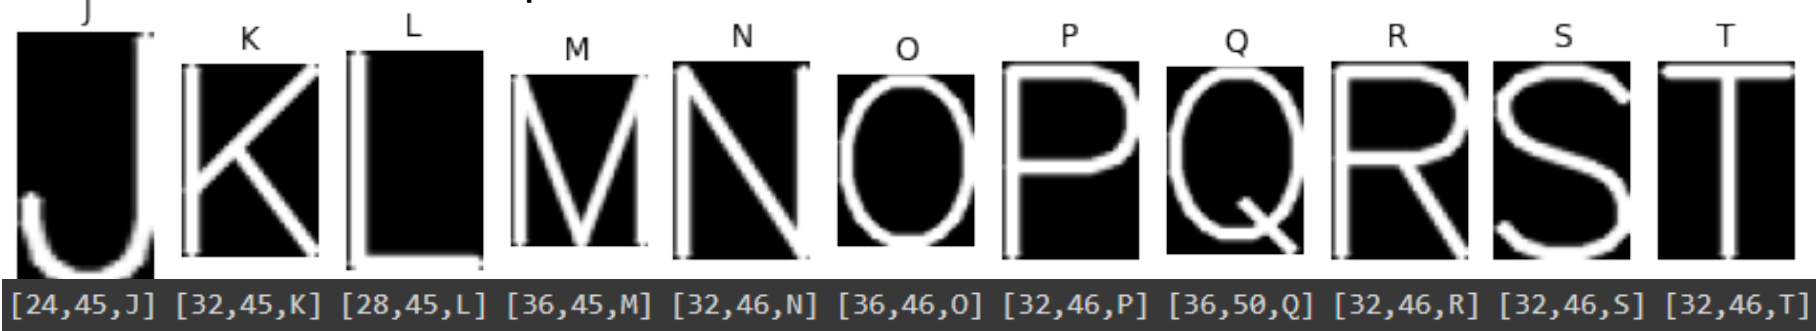 J K L M N O P Q R S T
J K L M N O P Q R S T
[24,45,J] [32,45,K] [28,45,L] [36,45,M] [32,46,N] [36,46,O] [32,46,P] [36,50,Q] [32,46,R] [32,46,S] [32,46,T]